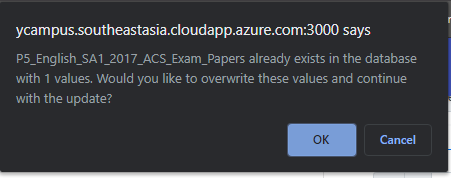 ycampus.southeastasia.cloudapp.azure.com:3000 says
P5_English_SA1_2017_ACS_Exam_Papers already exists in the database
with 1 values. Would you like to overwrite these values and continue
with the update?
OK
Cancel